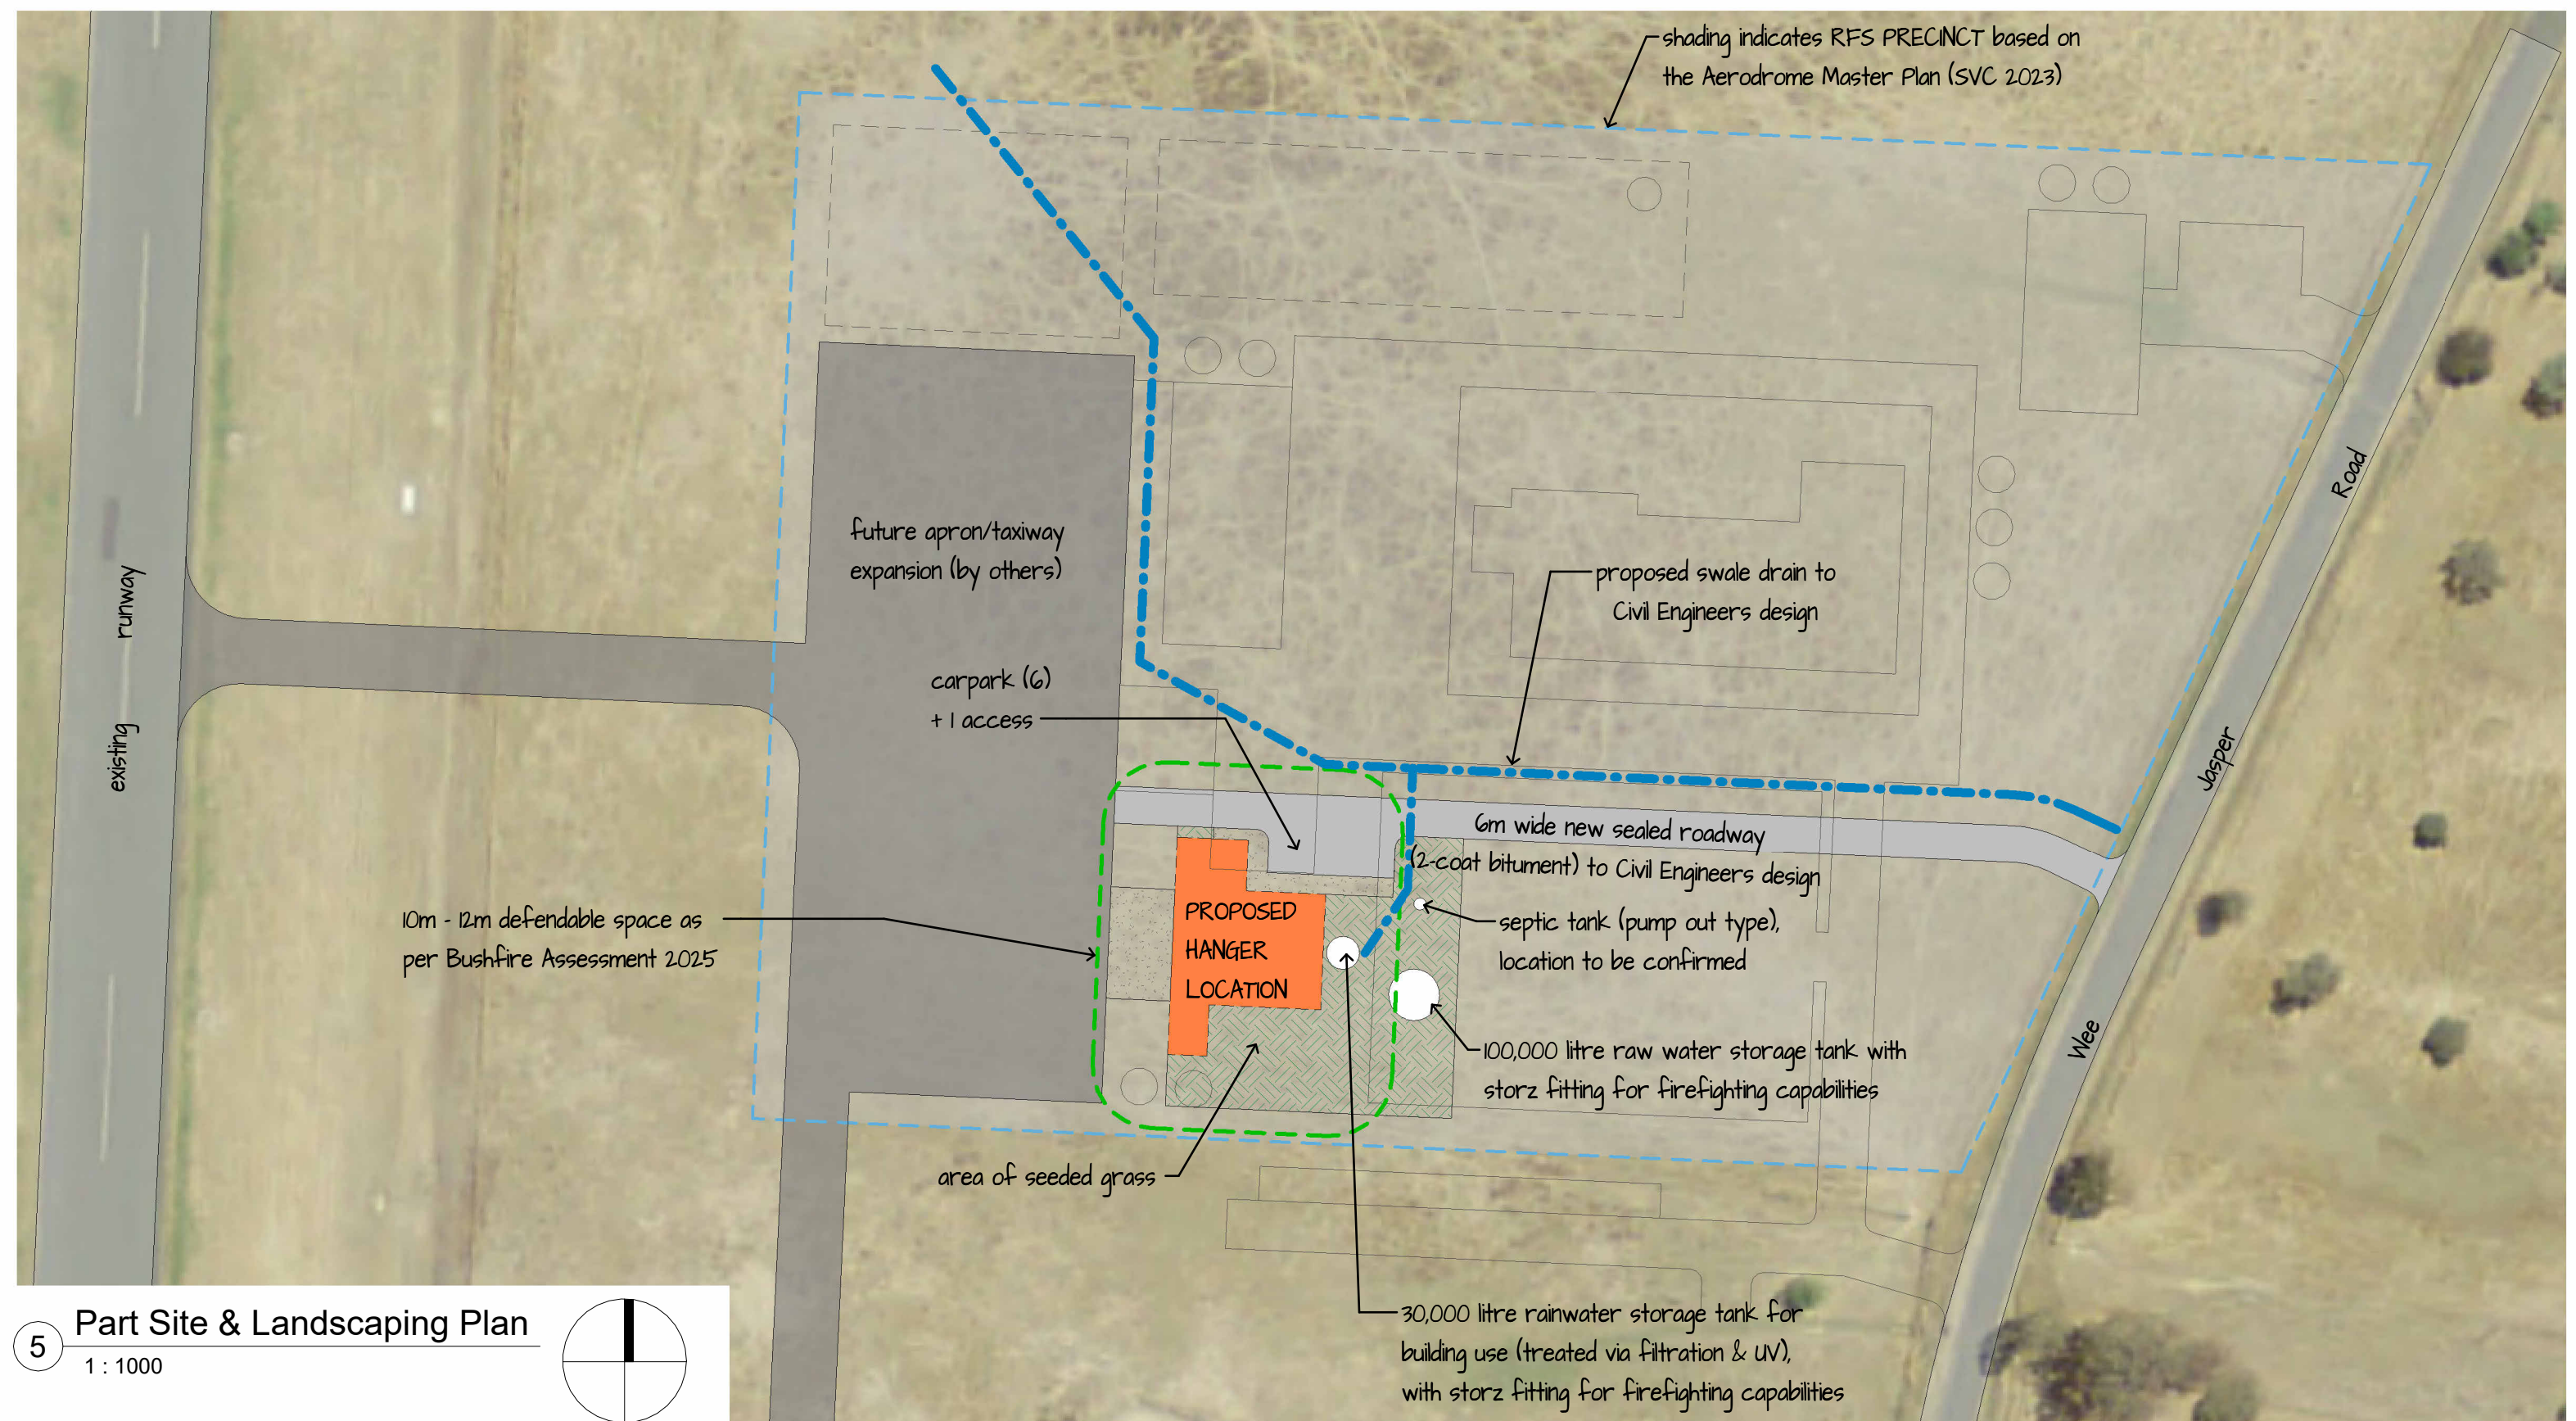 shading indicates RFS PRECINCT based on
the Aerodrome Master Plan (SVC 2023)
Road
future apron/taxiway
expansion (by others)
proposed swale drain to
Civil Engineers design
existing runway
carpark (6)
+ 1 access
Jasper
6m wide new sealed roadway
(2-coat bitument) to Civil Engineers design
10m - 12m defendable space as
per Bushfire Assessment 2025
PROPOSED
HANGER
LOCATION
septic tank (pump out type),
location to be confirmed
Wee
100,000 litre raw water storage tank with
storz fitting for firefighting capabilities
area of seeded grass
30,000 litre rainwater storage tank for
building use (treated via filtration & UV),
with storz fitting for firefighting capabilities
5
Part Site & Landscaping Plan
1 : 1000